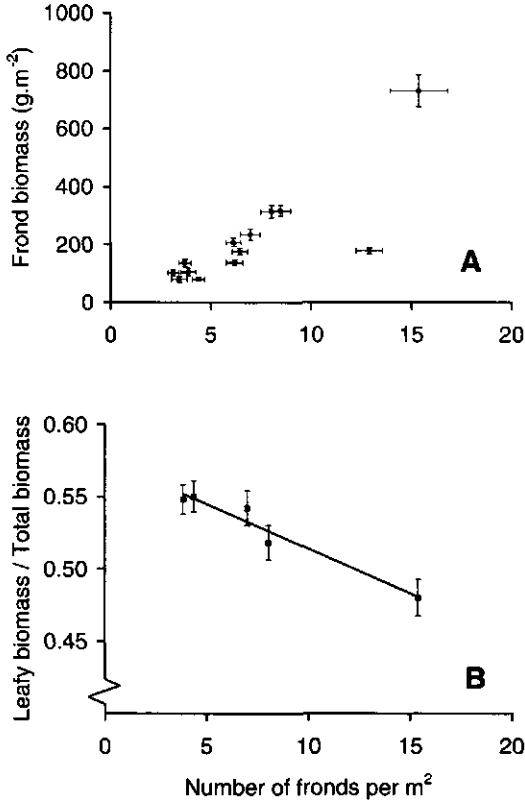 1000
800
600
400
200
0
Frond biomass (g.m⁻²)
A
0 5 10 15 20
0.60
0.55
0.50
0.45
Leafy biomass / Total biomass
B
0 5 10 15 20
Number of fronds per m²